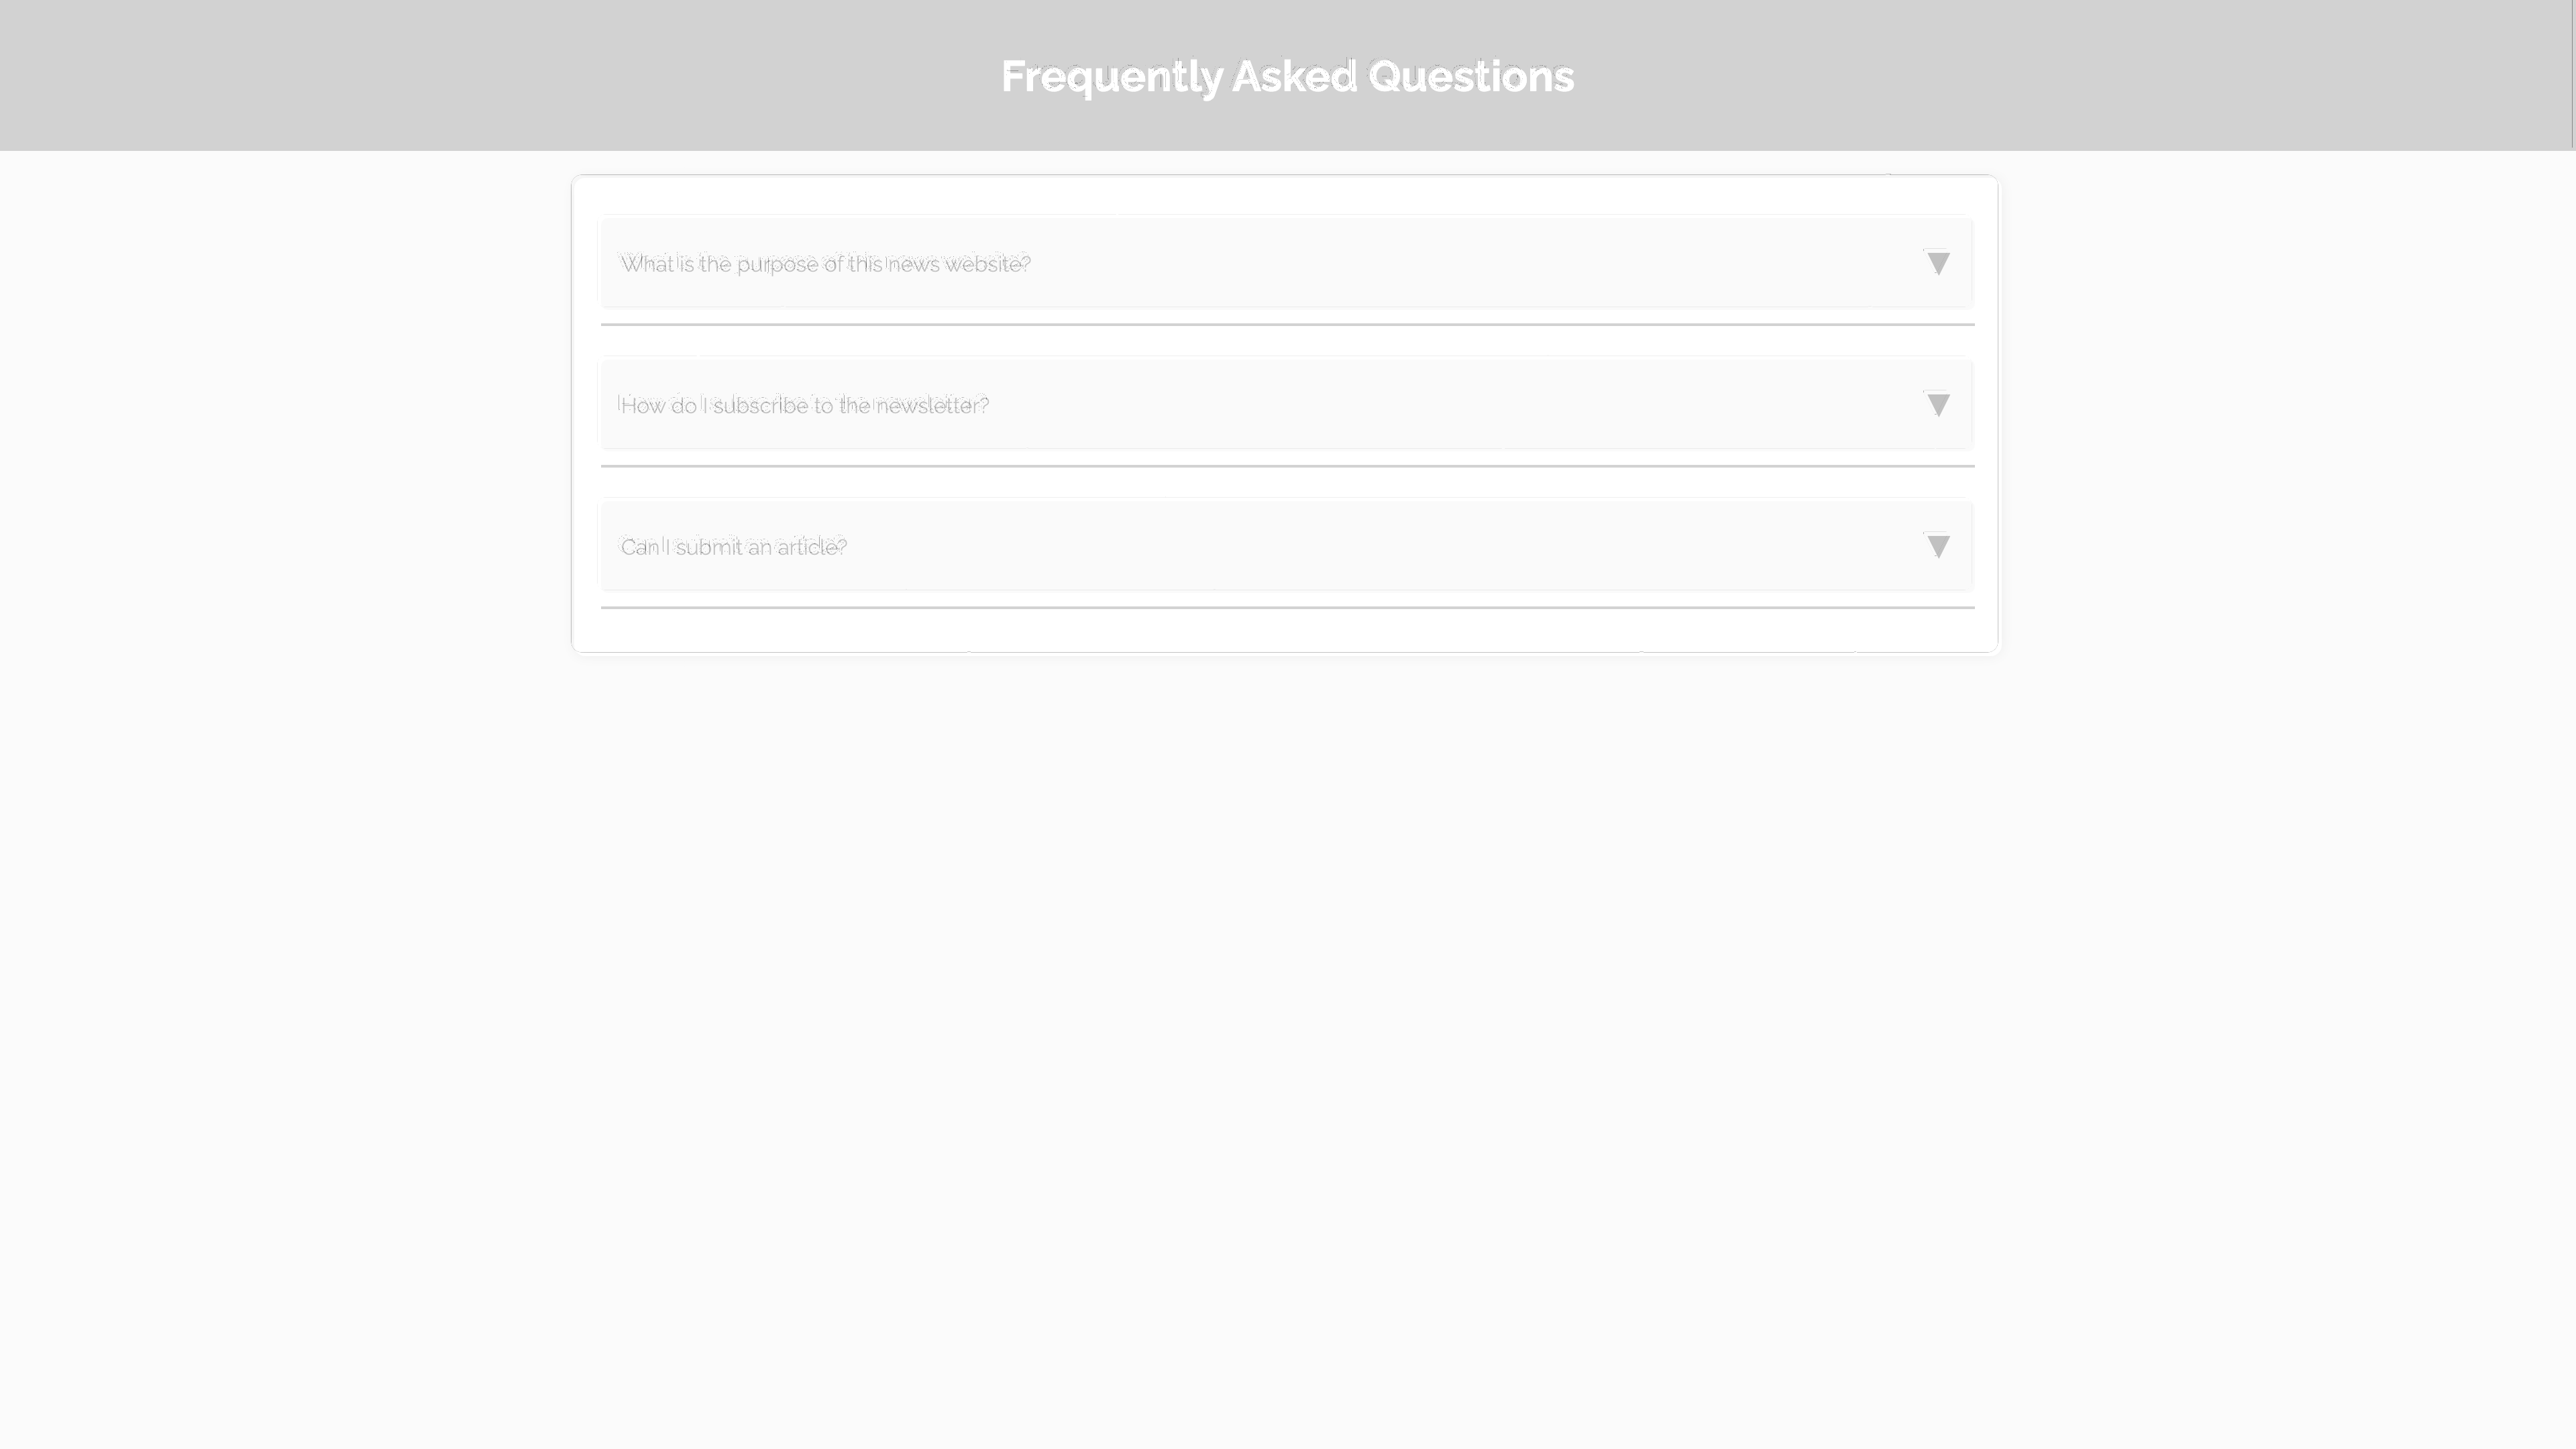 Frequently Asked Questions
What is the purpose of this news website?
How do I subscribe to the newsletter?
Can I submit an article?